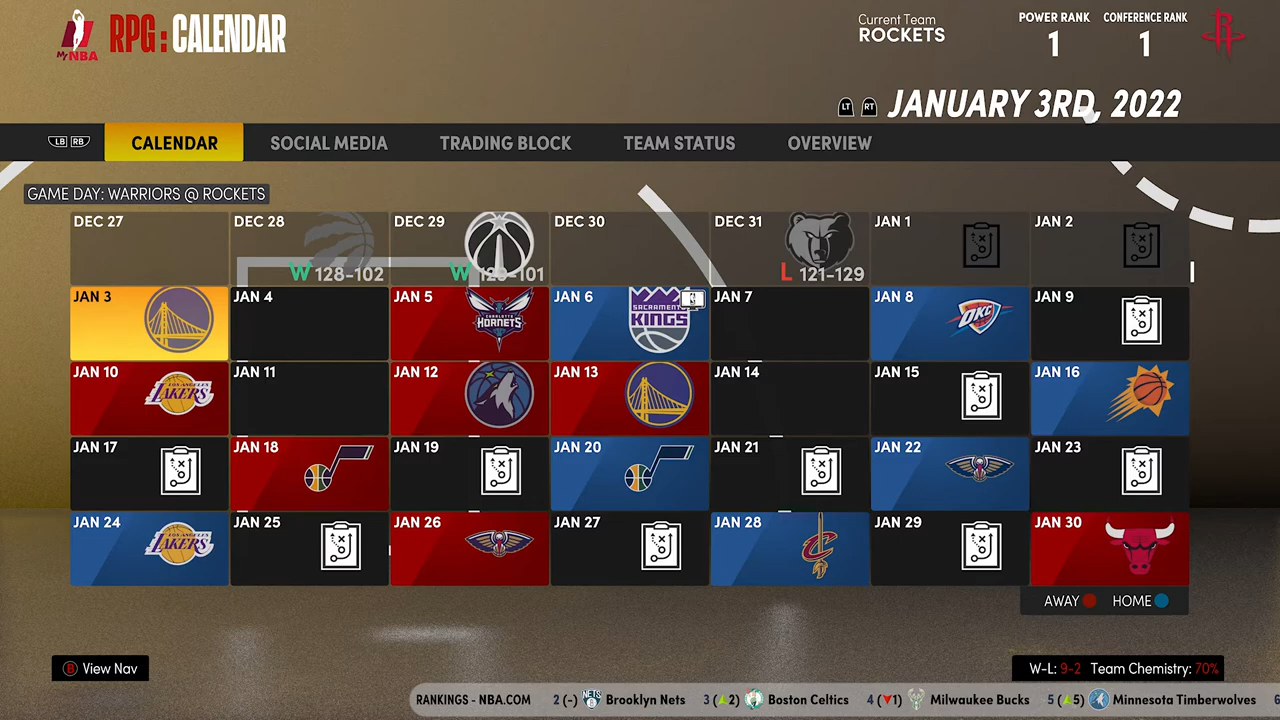 MyNBA
RPG: CALENDAR
Current Team
ROCKETS
POWER RANK
1
CONFERENCE RANK
1
LT RT JANUARY 3RD, 2022
LB RB CALENDAR SOCIAL MEDIA TRADING BLOCK TEAM STATUS OVERVIEW
GAME DAY: WARRIORS @ ROCKETS
DEC 27 DEC 28 DEC 29 DEC 30 DEC 31 JAN 1 JAN 2
W 128-102 W -101 L 121-129
JAN 3 JAN 4 JAN 5 JAN 6 JAN 7 JAN 8 JAN 9
CHARLOTTE HORNETS SACRAMENTO KINGS OKC
JAN 10 JAN 11 JAN 12 JAN 13 JAN 14 JAN 15 JAN 16
LOS ANGELES LAKERS
JAN 17 JAN 18 JAN 19 JAN 20 JAN 21 JAN 22 JAN 23
JAN 24 JAN 25 JAN 26 JAN 27 JAN 28 JAN 29 JAN 30
LOS ANGELES LAKERS
AWAY HOME
B View Nav
W-L: 9-2 Team Chemistry: 70%
RANKINGS - NBA.COM 2 (-) NETS Brooklyn Nets 3 (▲2) Boston Celtics 4 (▼1) Milwaukee Bucks 5 (▲5) Minnesota Timberwolves